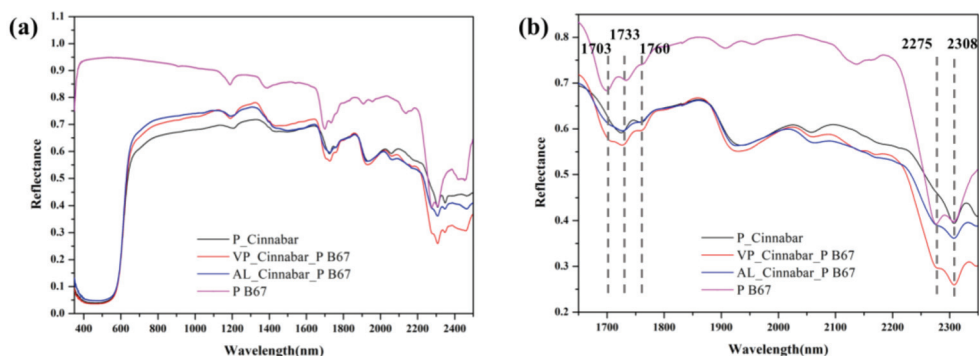 (a)
1.1
1.0
0.9
0.8
0.7
0.6
0.5
0.4
0.3
0.2
0.1
0.0
Reflectance
P_Cinnabar
VP_Cinnabar_P B67
AL_Cinnabar_P B67
P B67
400 600 800 1000 1200 1400 1600 1800 2000 2200 2400
Wavelength(nm)
(b)
1703 1733 1760 2275 2308
0.8
0.7
0.6
0.5
0.4
0.3
0.2
Reflectance
P_Cinnabar
VP_Cinnabar_P B67
AL_Cinnabar_P B67
P B67
1700 1800 1900 2000 2100 2200 2300
Wavelength(nm)